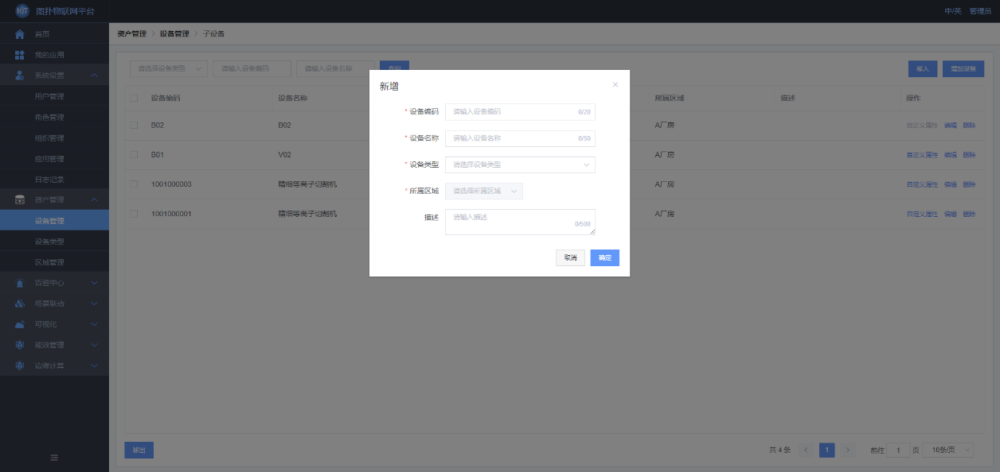 IOT 图扑物联网平台
中/英 管理员
首页
我的应用
系统设置
用户管理
角色管理
组织管理
应用管理
日志记录
资产管理
设备管理
设备类型
区域管理
告警中心
场景联动
可视化
能效管理
边缘计算
资产管理 > 设备管理 > 子设备
请选择设备类型 请输入设备编码 请输入设备名称 查询 移入 增加设备
设备编码 设备名称 所属区域 描述 操作
B02 B02 A厂房 自定义属性 编辑 删除
B01 V02 A厂房 自定义属性 编辑 删除
1001000003 精细等离子切割机 A厂房 自定义属性 编辑 删除
1001000001 精细等离子切割机 A厂房 自定义属性 编辑 删除
新增
* 设备编码 请输入设备编码 0/20
* 设备名称 请输入设备名称 0/50
* 设备类型 请选择设备类型
* 所属区域 请选择所属区域
描述 请输入描述 0/500
取消 确定
移出 共 4 条 < 1 > 前往 1 页 10条/页